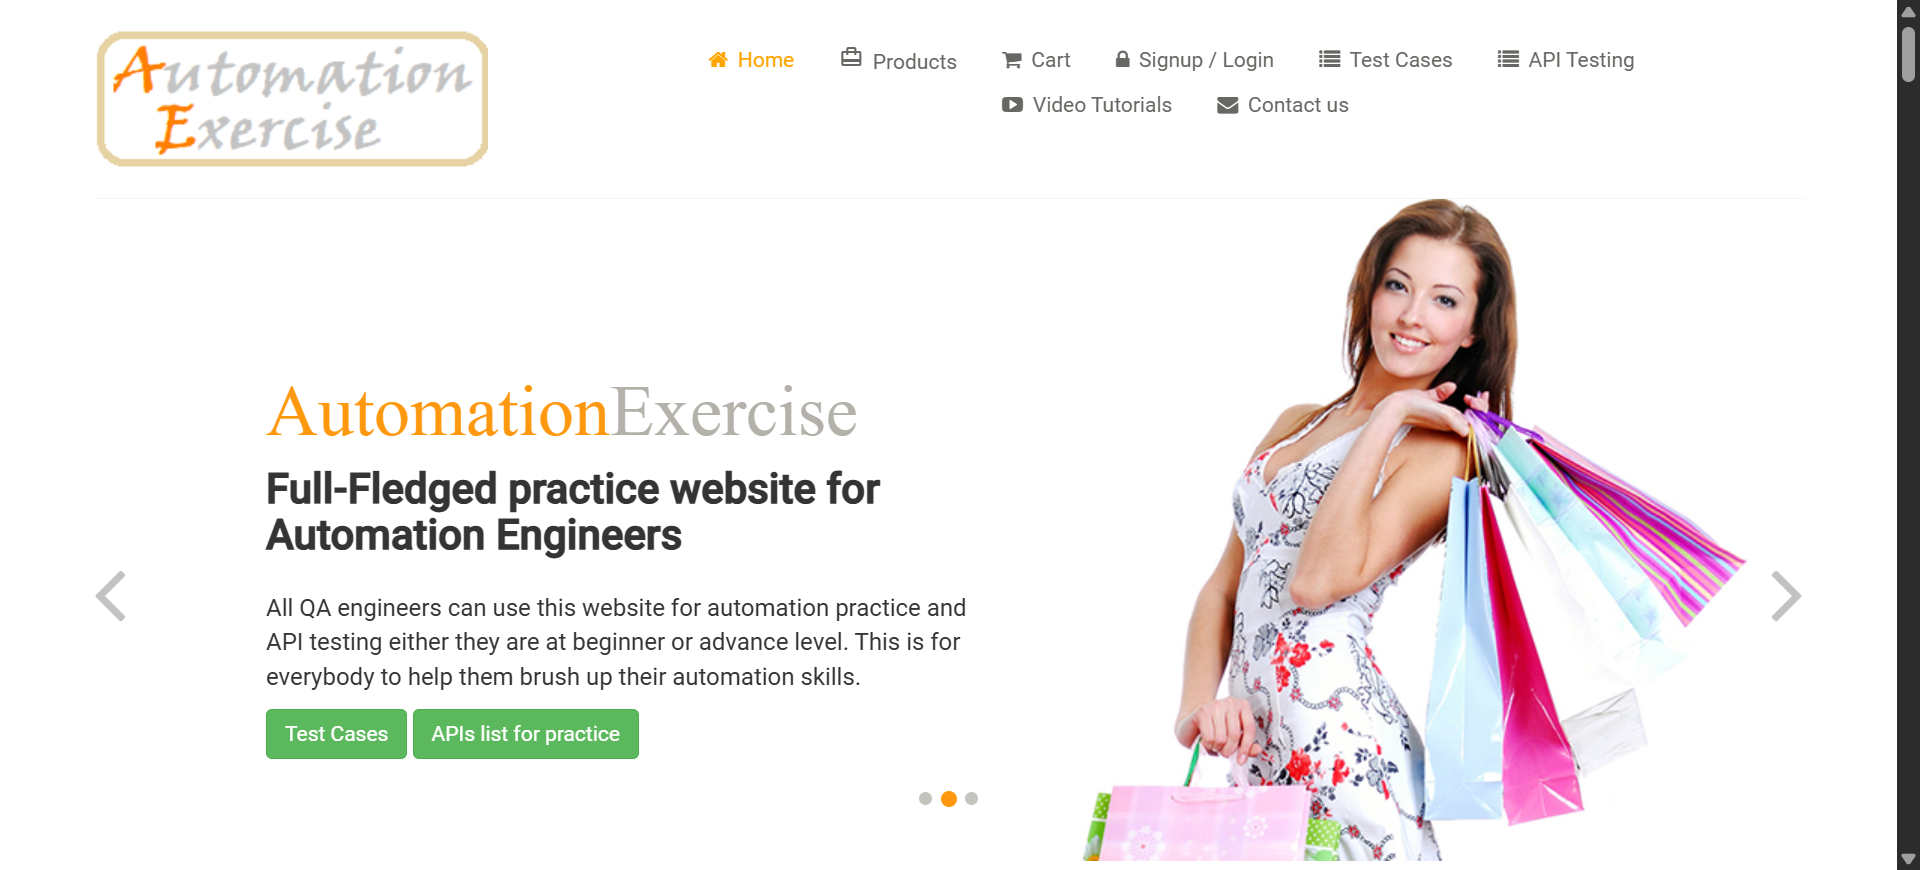 Automation
Exercise
Home Products Cart Signup / Login Test Cases API Testing
Video Tutorials Contact us
AutomationExercise
Full-Fledged practice website for
Automation Engineers
All QA engineers can use this website for automation practice and
API testing either they are at beginner or advance level. This is for
everybody to help them brush up their automation skills.
Test Cases APIs list for practice